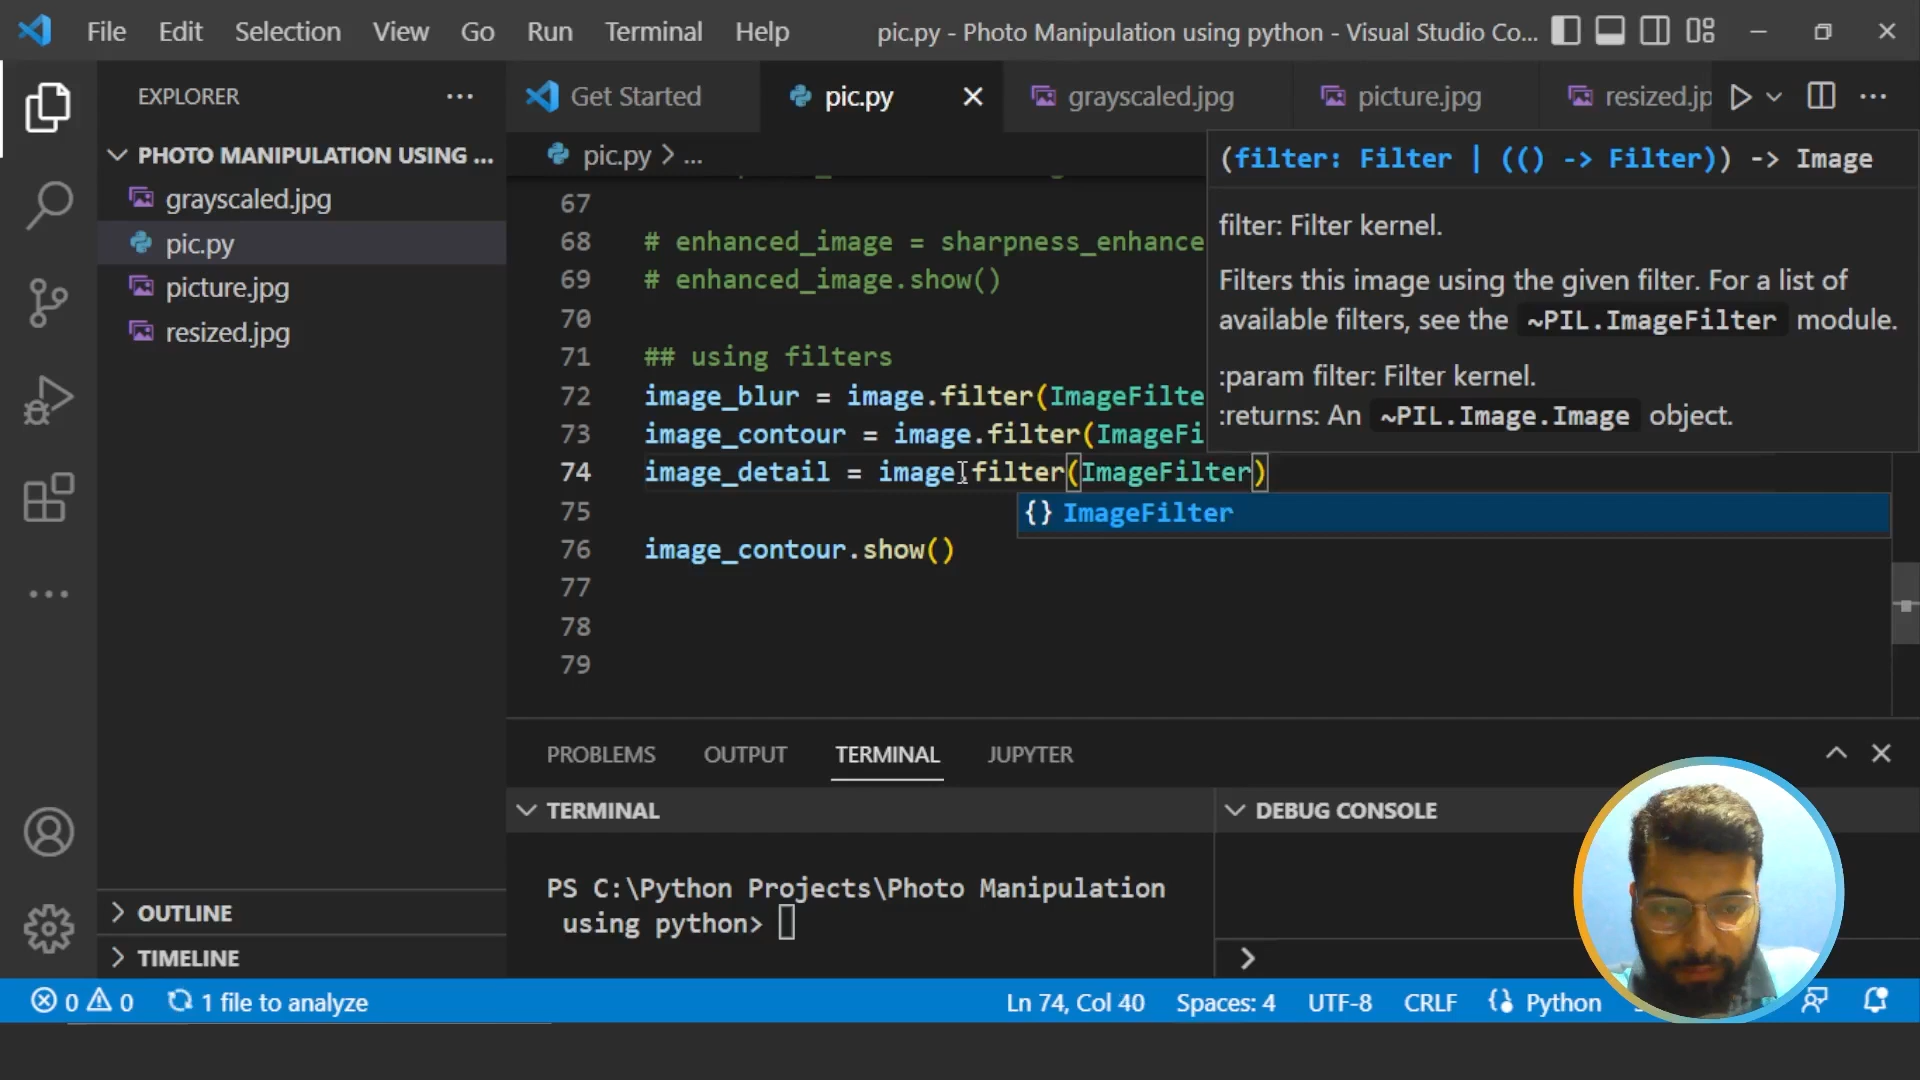 File Edit Selection View Go Run Terminal Help pic.py - Photo Manipulation using python - Visual Studio Co...
EXPLORER
PHOTO MANIPULATION USING ...
grayscaled.jpg
pic.py
picture.jpg
resized.jpg
OUTLINE
TIMELINE
Get Started pic.py grayscaled.jpg picture.jpg resized.jp
pic.py > ...
67
68 # enhanced_image = sharpness_enhance
69 # enhanced_image.show()
70
71 ## using filters
72 image_blur = image.filter(ImageFilte
73 image_contour = image.filter(ImageFi
74 image_detail = image.filter(ImageFilter)
75
76 image_contour.show()
77
78
79
(filter: Filter | (() -> Filter)) -> Image
filter: Filter kernel.
Filters this image using the given filter. For a list of
available filters, see the ~PIL.ImageFilter module.
:param filter: Filter kernel.
:returns: An ~PIL.Image.Image object.
{} ImageFilter
PROBLEMS OUTPUT TERMINAL JUPYTER
TERMINAL
PS C:\Python Projects\Photo Manipulation
using python>
DEBUG CONSOLE
>
0 0 1 file to analyze Ln 74, Col 40 Spaces: 4 UTF-8 CRLF Python